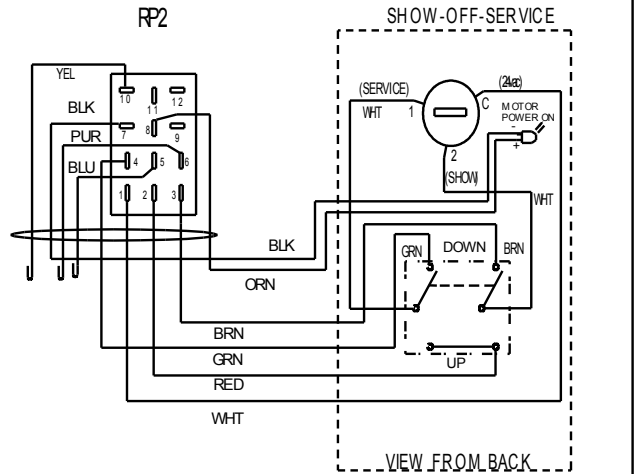 RP2
SHOW-OFF-SERVICE
YEL
10 11 12
BLK
7 8 9
PUR
BLU
4 5 6
1 2 3
(SERVICE)
WHT
1
C
(24vac)
MOTOR
POWER ON
-
+
2
(SHOW)
WHT
BLK
GRN
DOWN
BRN
ORN
BRN
GRN
UP
RED
WHT
VIEW FROM BACK